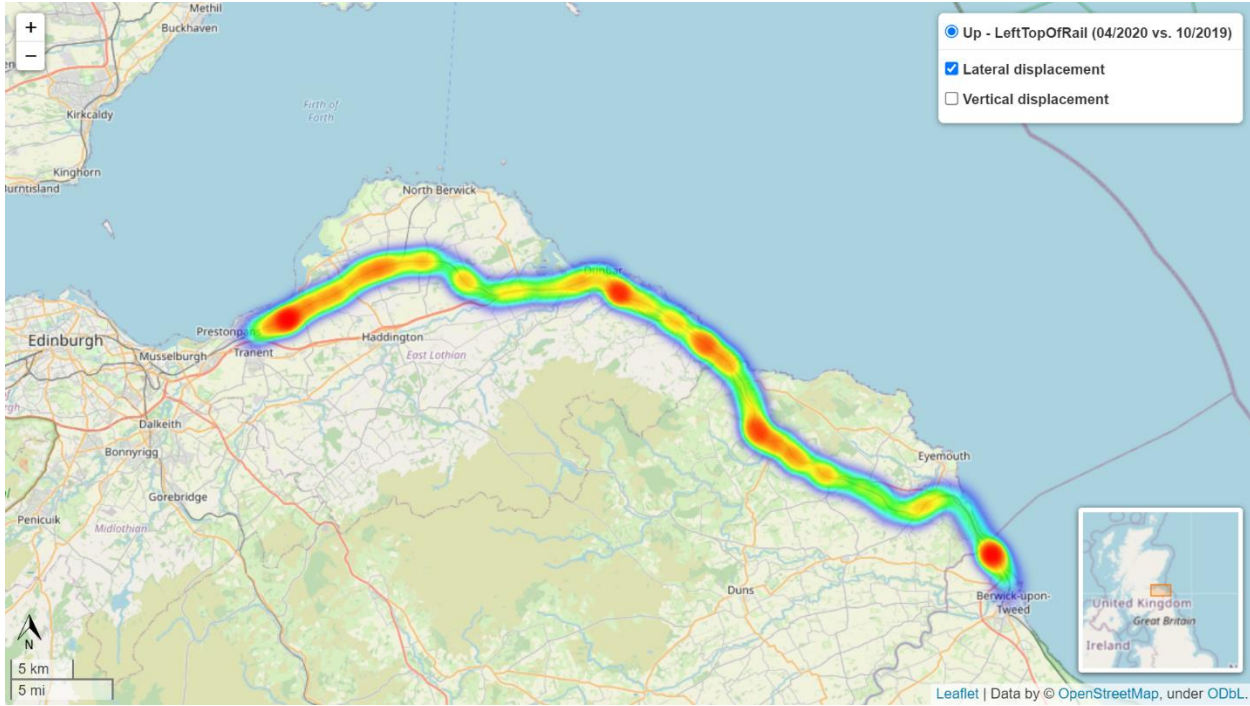 Methil
Buckhaven
+
−
Up - LeftTopOfRail (04/2020 vs. 10/2019)
Lateral displacement
Vertical displacement
Firth of
Forth
Kirkcaldy
Kinghorn
Burntisland
North Berwick
Dunbar
Prestonpans
Edinburgh
Musselburgh
Tranent
Haddington
East Lothian
Dalkeith
Bonnyrigg
Eyemouth
Gorebridge
Penicuik
Midlothian
Duns
Berwick-upon-
Tweed
United Kingdom
Great Britain
Ireland
N
5 km
5 mi
Leaflet | Data by © OpenStreetMap, under ODbL.